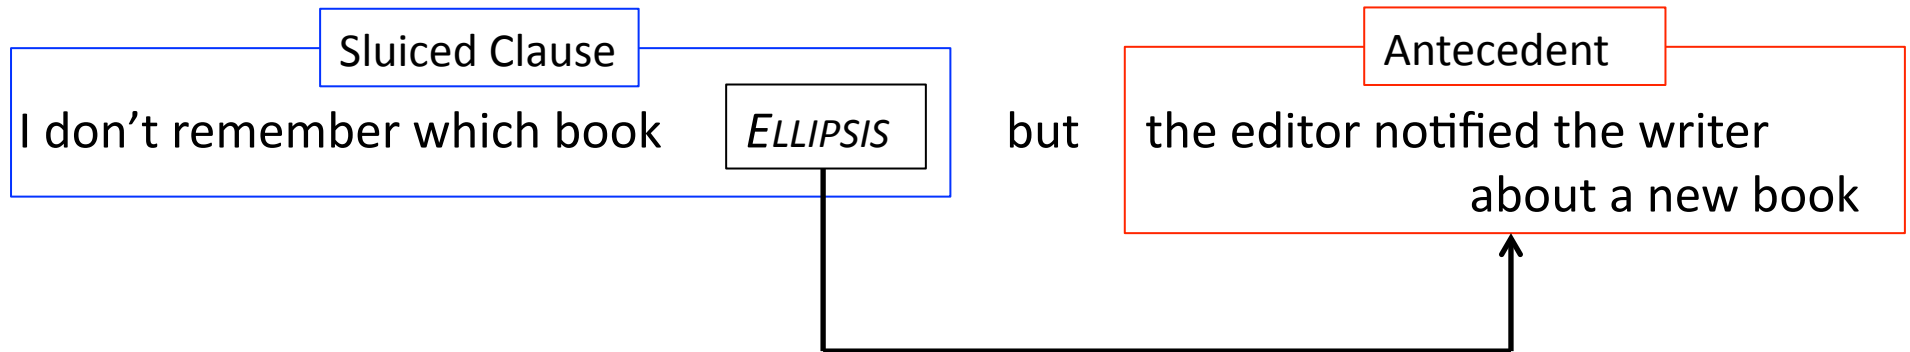 Sluiced Clause
Antecedent
I don’t remember which book ELLIPSIS but the editor notified the writer
about a new book